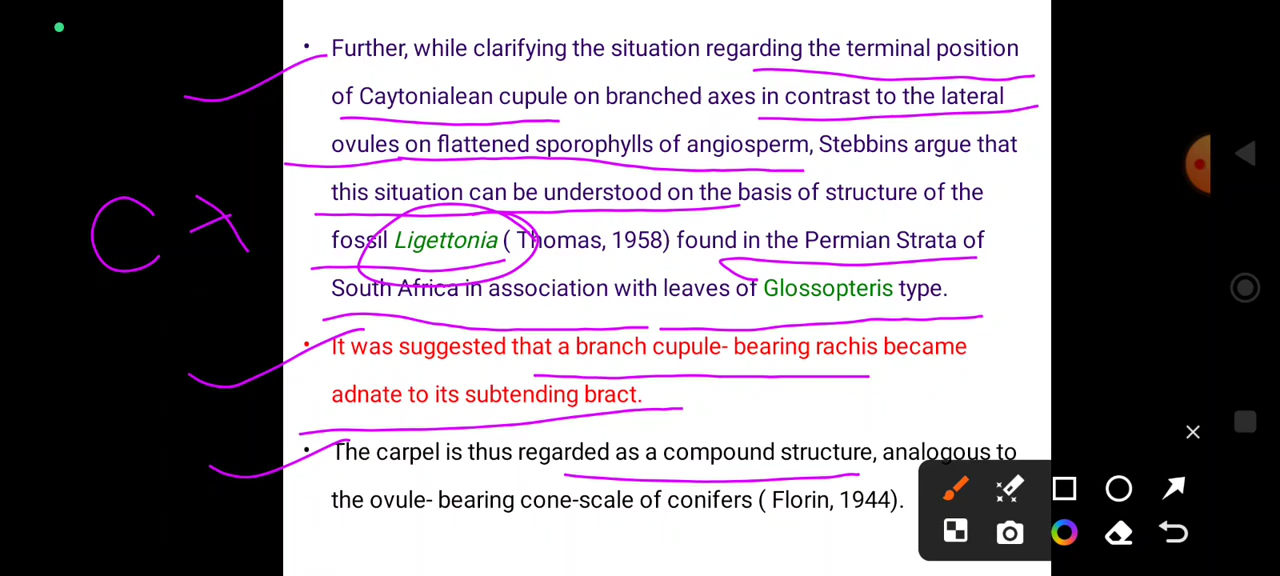 • Further, while clarifying the situation regarding the terminal position
of Caytonialean cupule on branched axes in contrast to the lateral
ovules on flattened sporophylls of angiosperm, Stebbins argue that
this situation can be understood on the basis of structure of the
fossil Ligettonia ( Thomas, 1958) found in the Permian Strata of
South Africa in association with leaves of Glossopteris type.
• It was suggested that a branch cupule- bearing rachis became
adnate to its subtending bract.
• The carpel is thus regarded as a compound structure, analogous to
the ovule- bearing cone-scale of conifers ( Florin, 1944).